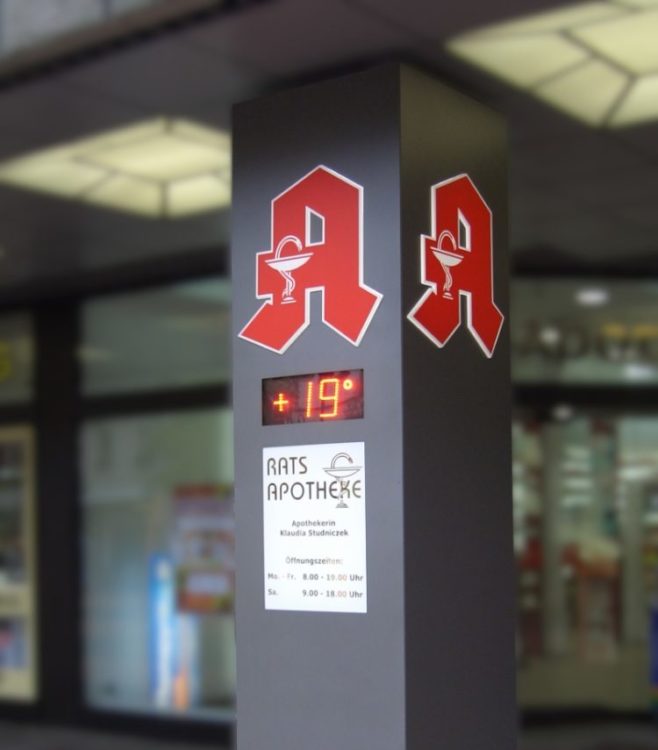 A
A
+19°
RATS
APOTHEKE
Apothekerin
Klaudia Studniczek
Öffnungszeiten:
Mo. - Fr. 8.00 - 19.00 Uhr
Sa. 9.00 - 18.00 Uhr